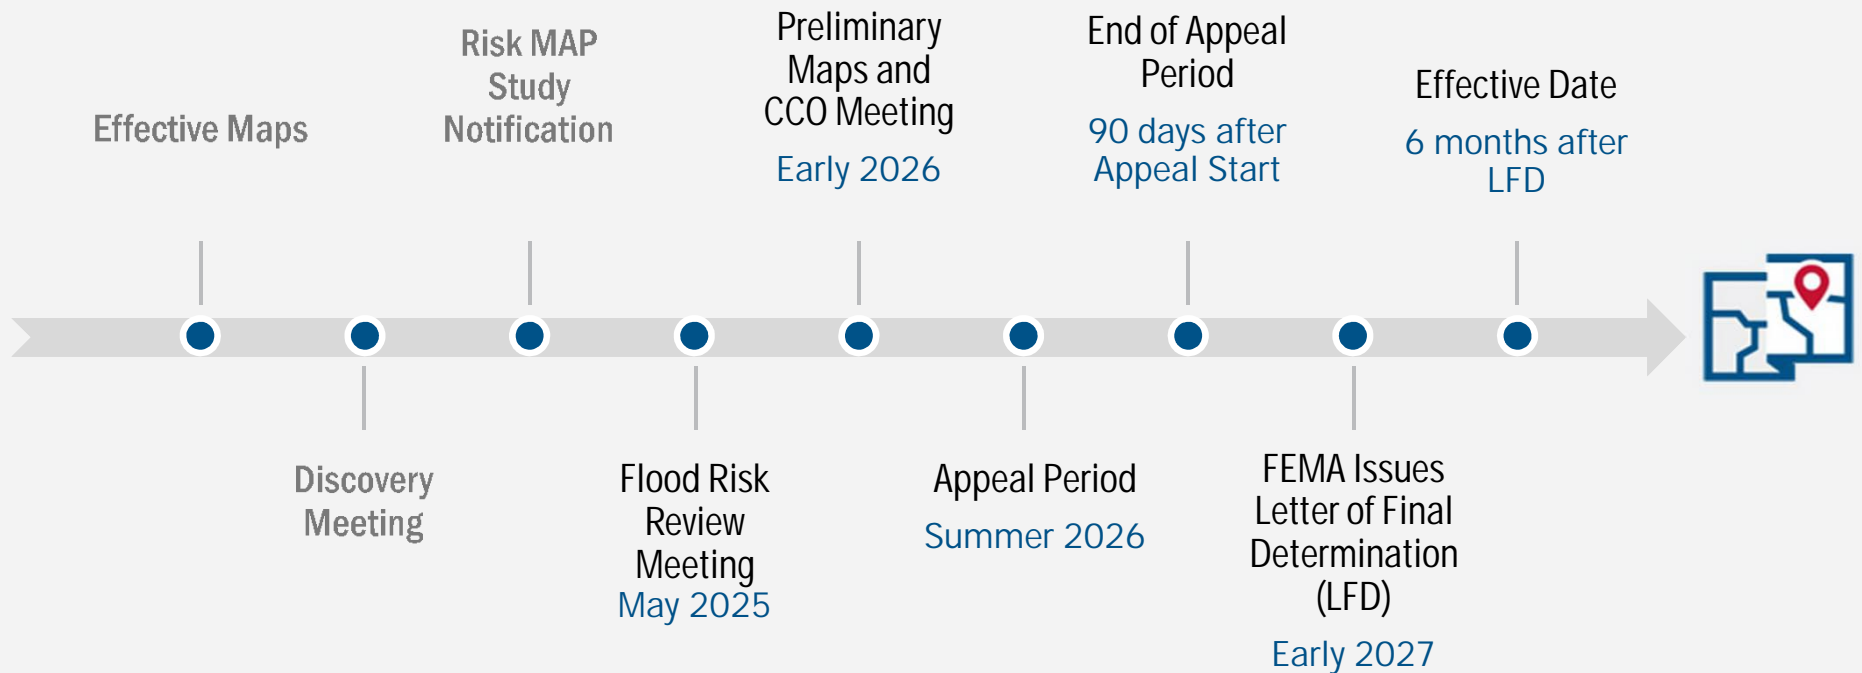 Effective Maps
Discovery
Meeting
Risk MAP
Study
Notification
Flood Risk
Review
Meeting
May 2025
Preliminary
Maps and
CCO Meeting
Early 2026
Appeal Period
Summer 2026
End of Appeal
Period
90 days after
Appeal Start
FEMA Issues
Letter of Final
Determination
(LFD)
Early 2027
Effective Date
6 months after
LFD